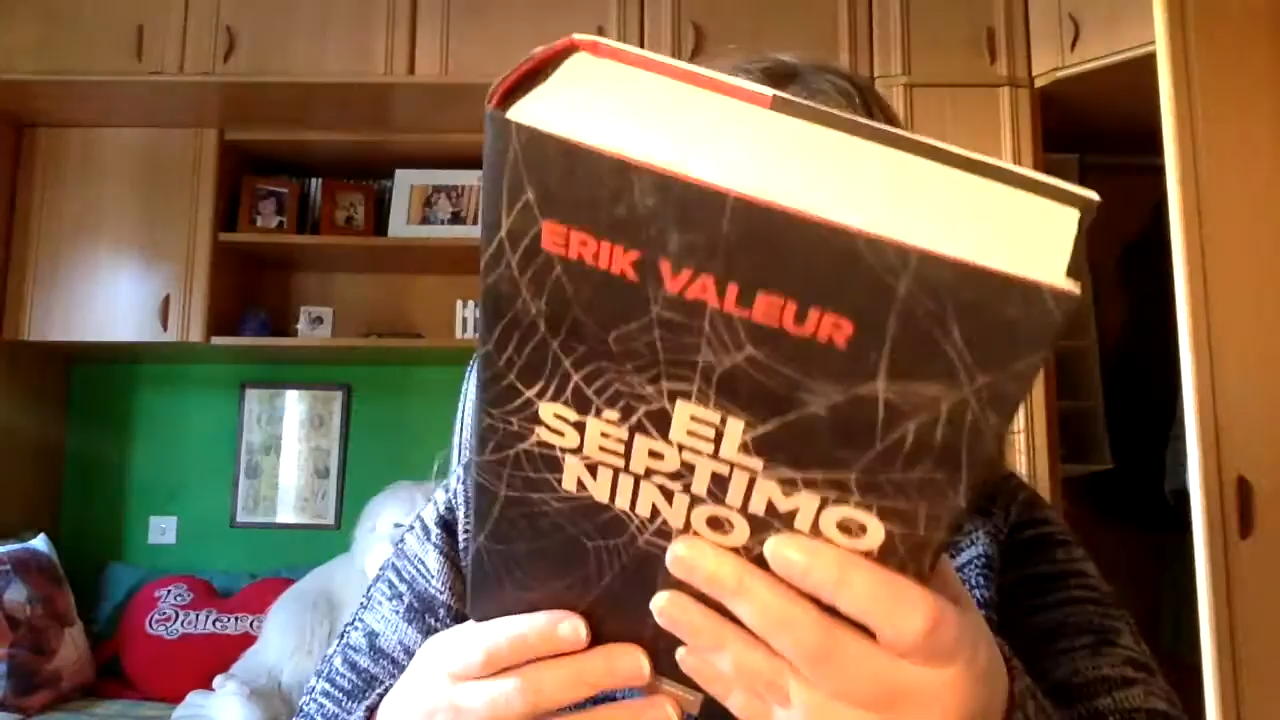 ERIK VALEUR
EL
SÉPTIMO
NIÑO
Te
Quiero